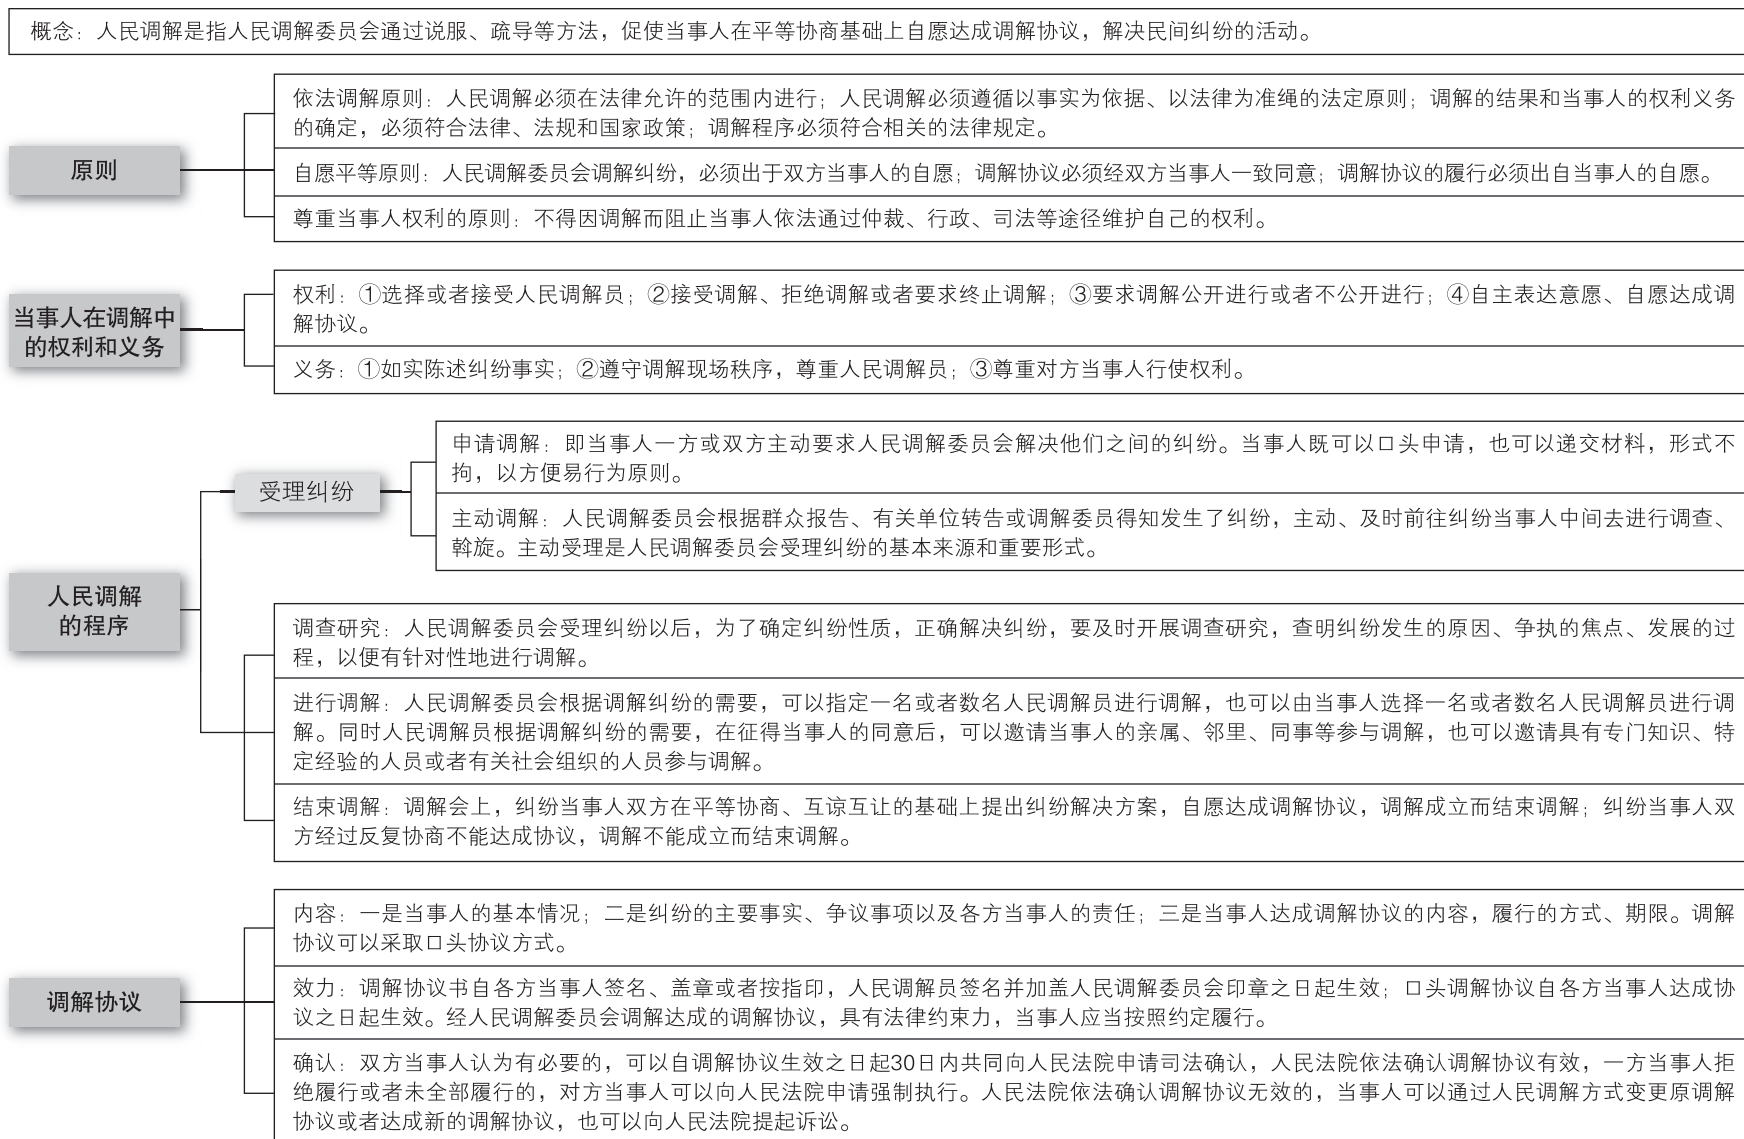 概念：人民调解是指人民调解委员会通过说服、疏导等方法，促使当事人在平等协商基础上自愿达成调解协议，解决民间纠纷的活动。
原则
依法调解原则：人民调解必须在法律允许的范围内进行；人民调解必须遵循以事实为依据、以法律为准绳的法定原则；调解的结果和当事人的权利义务
的确定，必须符合法律、法规和国家政策；调解程序必须符合相关的法律规定。
自愿平等原则：人民调解委员会调解纠纷，必须出于双方当事人的自愿；调解协议必须经双方当事人一致同意；调解协议的履行必须出自当事人的自愿。
尊重当事人权利的原则：不得因调解而阻止当事人依法通过仲裁、行政、司法等途径维护自己的权利。
当事人在调解中
的权利和义务
权利：①选择或者接受人民调解员；②接受调解、拒绝调解或者要求终止调解；③要求调解公开进行或者不公开进行；④自主表达意愿、自愿达成调
解协议。
义务：①如实陈述纠纷事实；②遵守调解现场秩序，尊重人民调解员；③尊重对方当事人行使权利。
人民调解
的程序
受理纠纷
申请调解：即当事人一方或双方主动要求人民调解委员会解决他们之间的纠纷。当事人既可以口头申请，也可以递交材料，形式不
拘，以方便易行为原则。
主动调解：人民调解委员会根据群众报告、有关单位转告或调解委员得知发生了纠纷，主动、及时前往纠纷当事人中间去进行调查、
斡旋。主动受理是人民调解委员会受理纠纷的基本来源和重要形式。
调查研究：人民调解委员会受理纠纷以后，为了确定纠纷性质，正确解决纠纷，要及时开展调查研究，查明纠纷发生的原因、争执的焦点、发展的过
程，以便有针对性地进行调解。
进行调解：人民调解委员会根据调解纠纷的需要，可以指定一名或者数名人民调解员进行调解，也可以由当事人选择一名或者数名人民调解员进行调
解。同时人民调解员根据调解纠纷的需要，在征得当事人的同意后，可以邀请当事人的亲属、邻里、同事等参与调解，也可以邀请具有专门知识、特
定经验的人员或者有关社会组织的人员参与调解。
结束调解：调解会上，纠纷当事人双方在平等协商、互谅互让的基础上提出纠纷解决方案，自愿达成调解协议，调解成立而结束调解；纠纷当事人双
方经过反复协商不能达成协议，调解不能成立而结束调解。
调解协议
内容：一是当事人的基本情况；二是纠纷的主要事实、争议事项以及各方当事人的责任；三是当事人达成调解协议的内容，履行的方式、期限。调解
协议可以采取口头协议方式。
效力：调解协议书自各方当事人签名、盖章或者按指印，人民调解员签名并加盖人民调解委员会印章之日起生效；口头调解协议自各方当事人达成协
议之日起生效。经人民调解委员会调解达成的调解协议，具有法律约束力，当事人应当按照约定履行。
确认：双方当事人认为有必要的，可以自调解协议生效之日起30日内共同向人民法院申请司法确认，人民法院依法确认调解协议有效，一方当事人拒
绝履行或者未全部履行的，对方当事人可以向人民法院申请强制执行。人民法院依法确认调解协议无效的，当事人可以通过人民调解方式变更原调解
协议或者达成新的调解协议，也可以向人民法院提起诉讼。